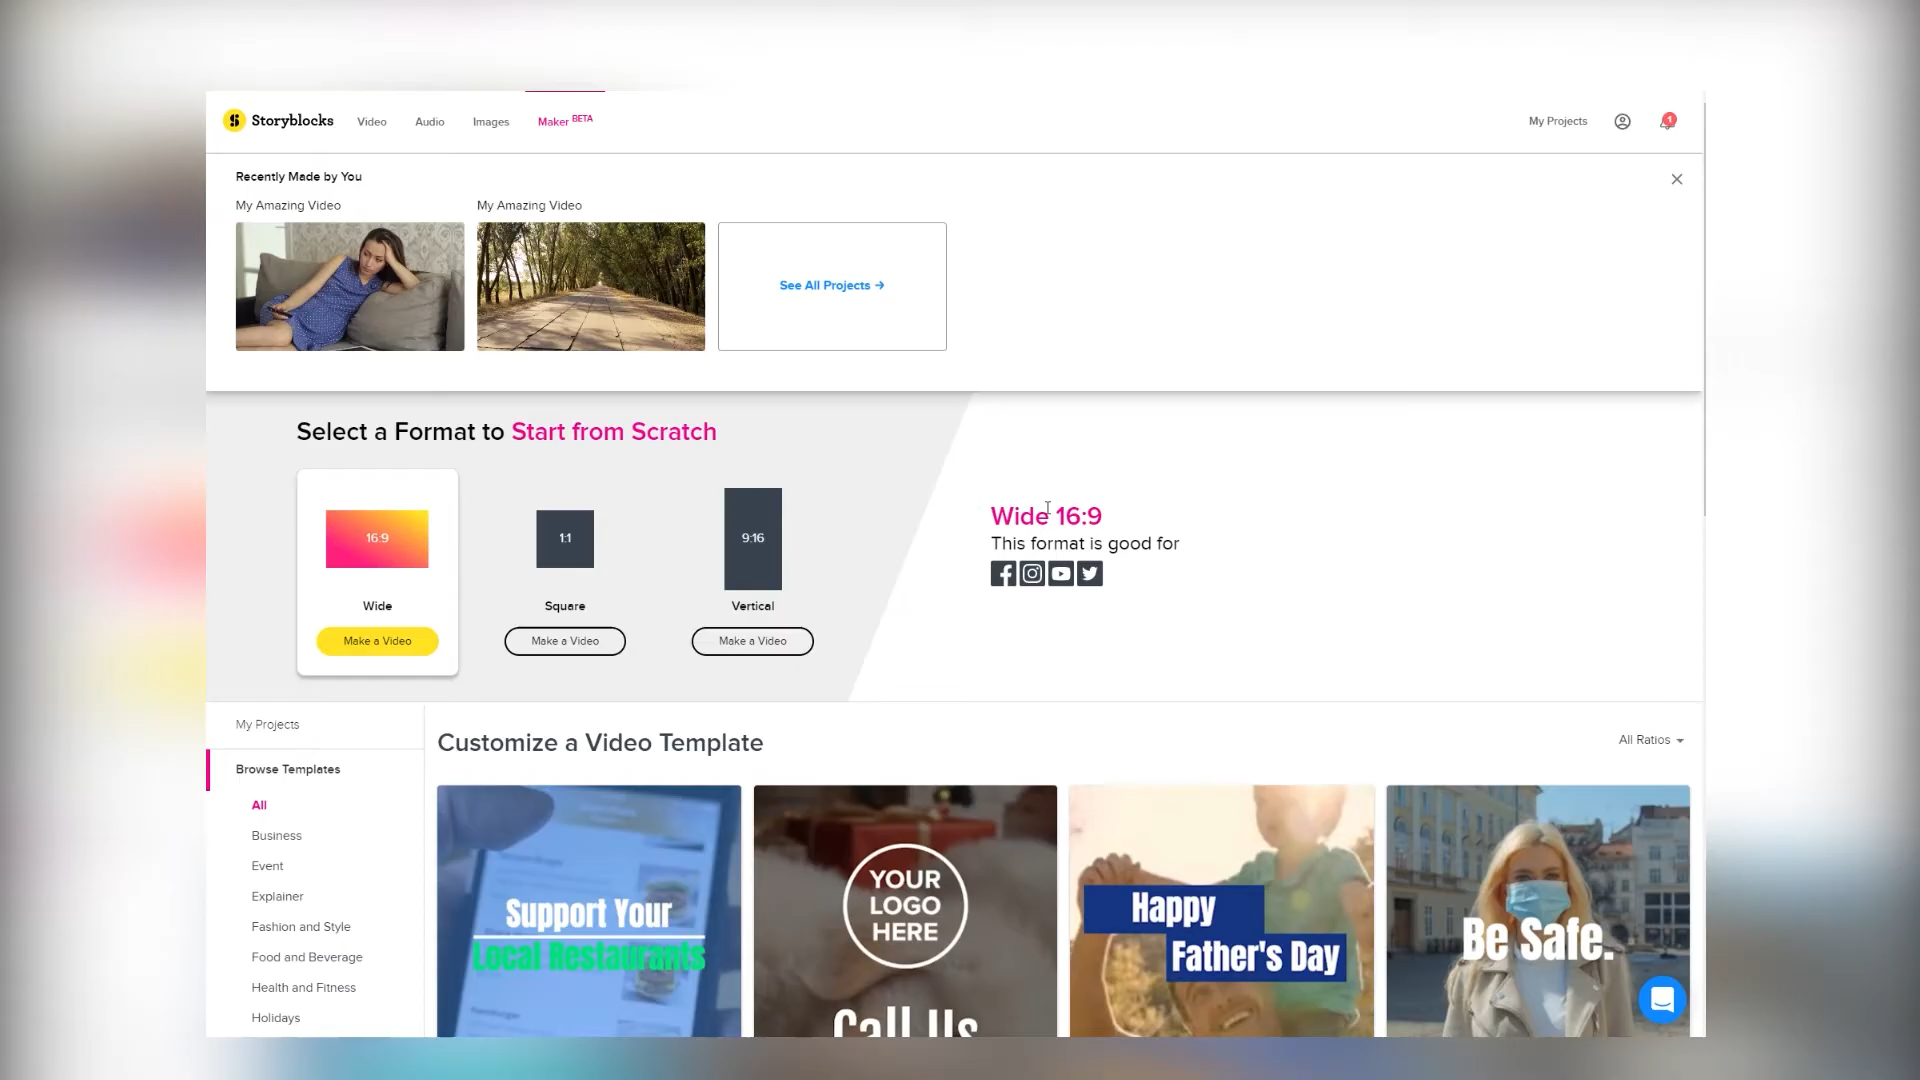 Storyblocks
Video
Audio
Images
Maker BETA
My Projects
1
Recently Made by You
My Amazing Video
My Amazing Video
See All Projects →
Select a Format to Start from Scratch
16:9
1:1
9:16
Wide
Square
Vertical
Make a Video
Make a Video
Make a Video
Wide 16:9
This format is good for
My Projects
Browse Templates
All
Business
Event
Explainer
Fashion and Style
Food and Beverage
Health and Fitness
Holidays
Customize a Video Template
All Ratios
Support Your
Local Restaurants
YOUR
LOGO
HERE
Call Us
Happy
Father's Day
Be Safe.